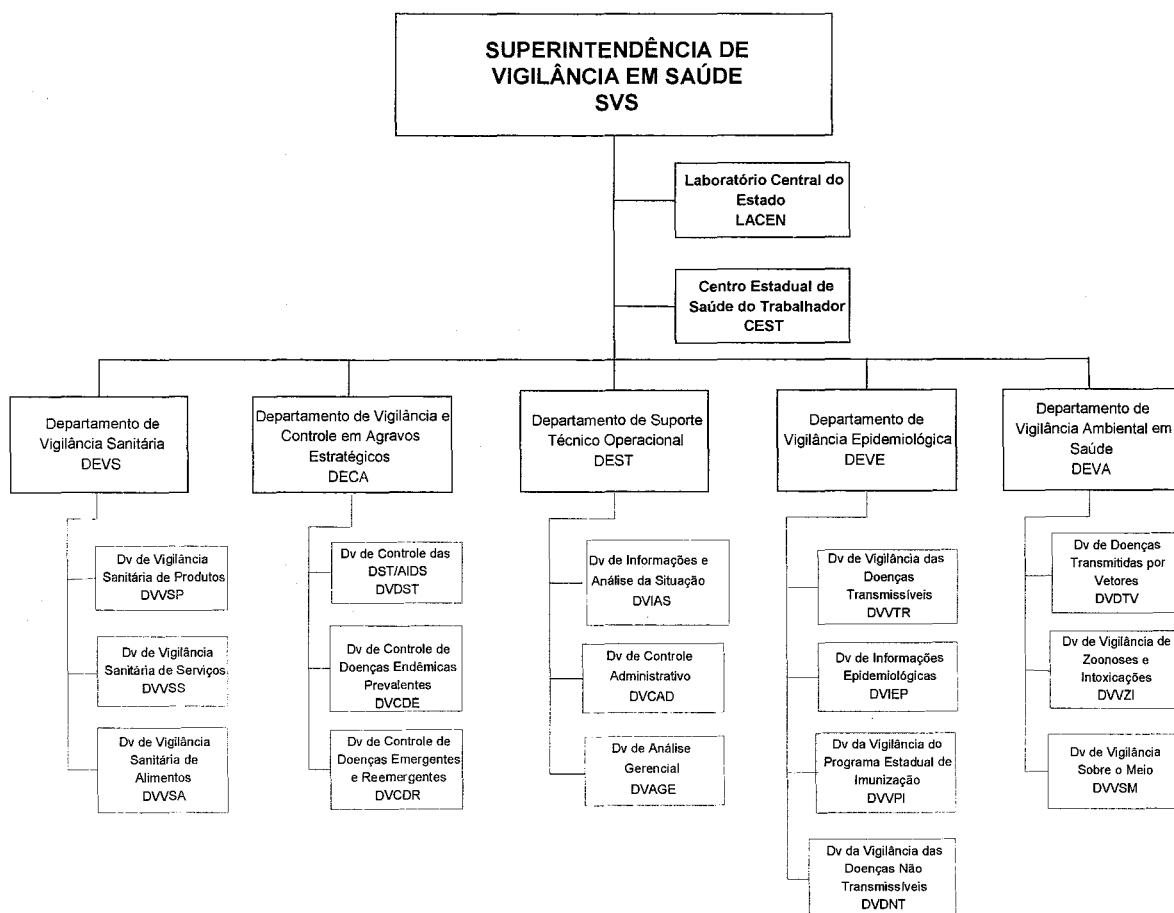 SUPERINTENDÊNCIA DE
VIGILÂNCIA EM SAÚDE
SVS
Laboratório Central do
Estado
LACEN
Centro Estadual de
Saúde do Trabalhador
CEST
Departamento de
Vigilância Sanitária
DEVS
Departamento de Vigilância e
Controle em Agravos
Estratégicos
DECA
Departamento de Suporte
Técnico Operacional
DEST
Departamento de
Vigilância Epidemiológica
DEVE
Departamento de
Vigilância Ambiental em
Saúde
DEVA
Dv de Vigilância
Sanitária de Produtos
DVVSP
Dv de Vigilância
Sanitária de Serviços
DVVSS
Dv de Vigilância
Sanitária de
Alimentos
DVVSA
Dv de Controle das
DST/AIDS
DVDST
Dv de Controle de
Doenças Endêmicas
Prevalentes
DVCDE
Dv de Controle de
Doenças Emergentes
e Reemergentes
DVCDR
Dv de Informações e
Análise da Situação
DVIAS
Dv de Controle
Administrativo
DVCAD
Dv de Análise
Gerencial
DVAGE
Dv de Vigilância das
Doenças
Transmissíveis
DVVTR
Dv de Informações
Epidemiológicas
DVIEP
Dv da Vigilância do
Programa Estadual de
Imunização
DVVPI
Dv da Vigilância das
Doenças Não
Transmissíveis
DVDNT
Dv de Doenças
Transmitidas por
Vetores
DVDTV
Dv de Vigilância de
Zoonoses e
Intoxicações
DVVZI
Dv de Vigilância
Sobre o Meio
DVVSM